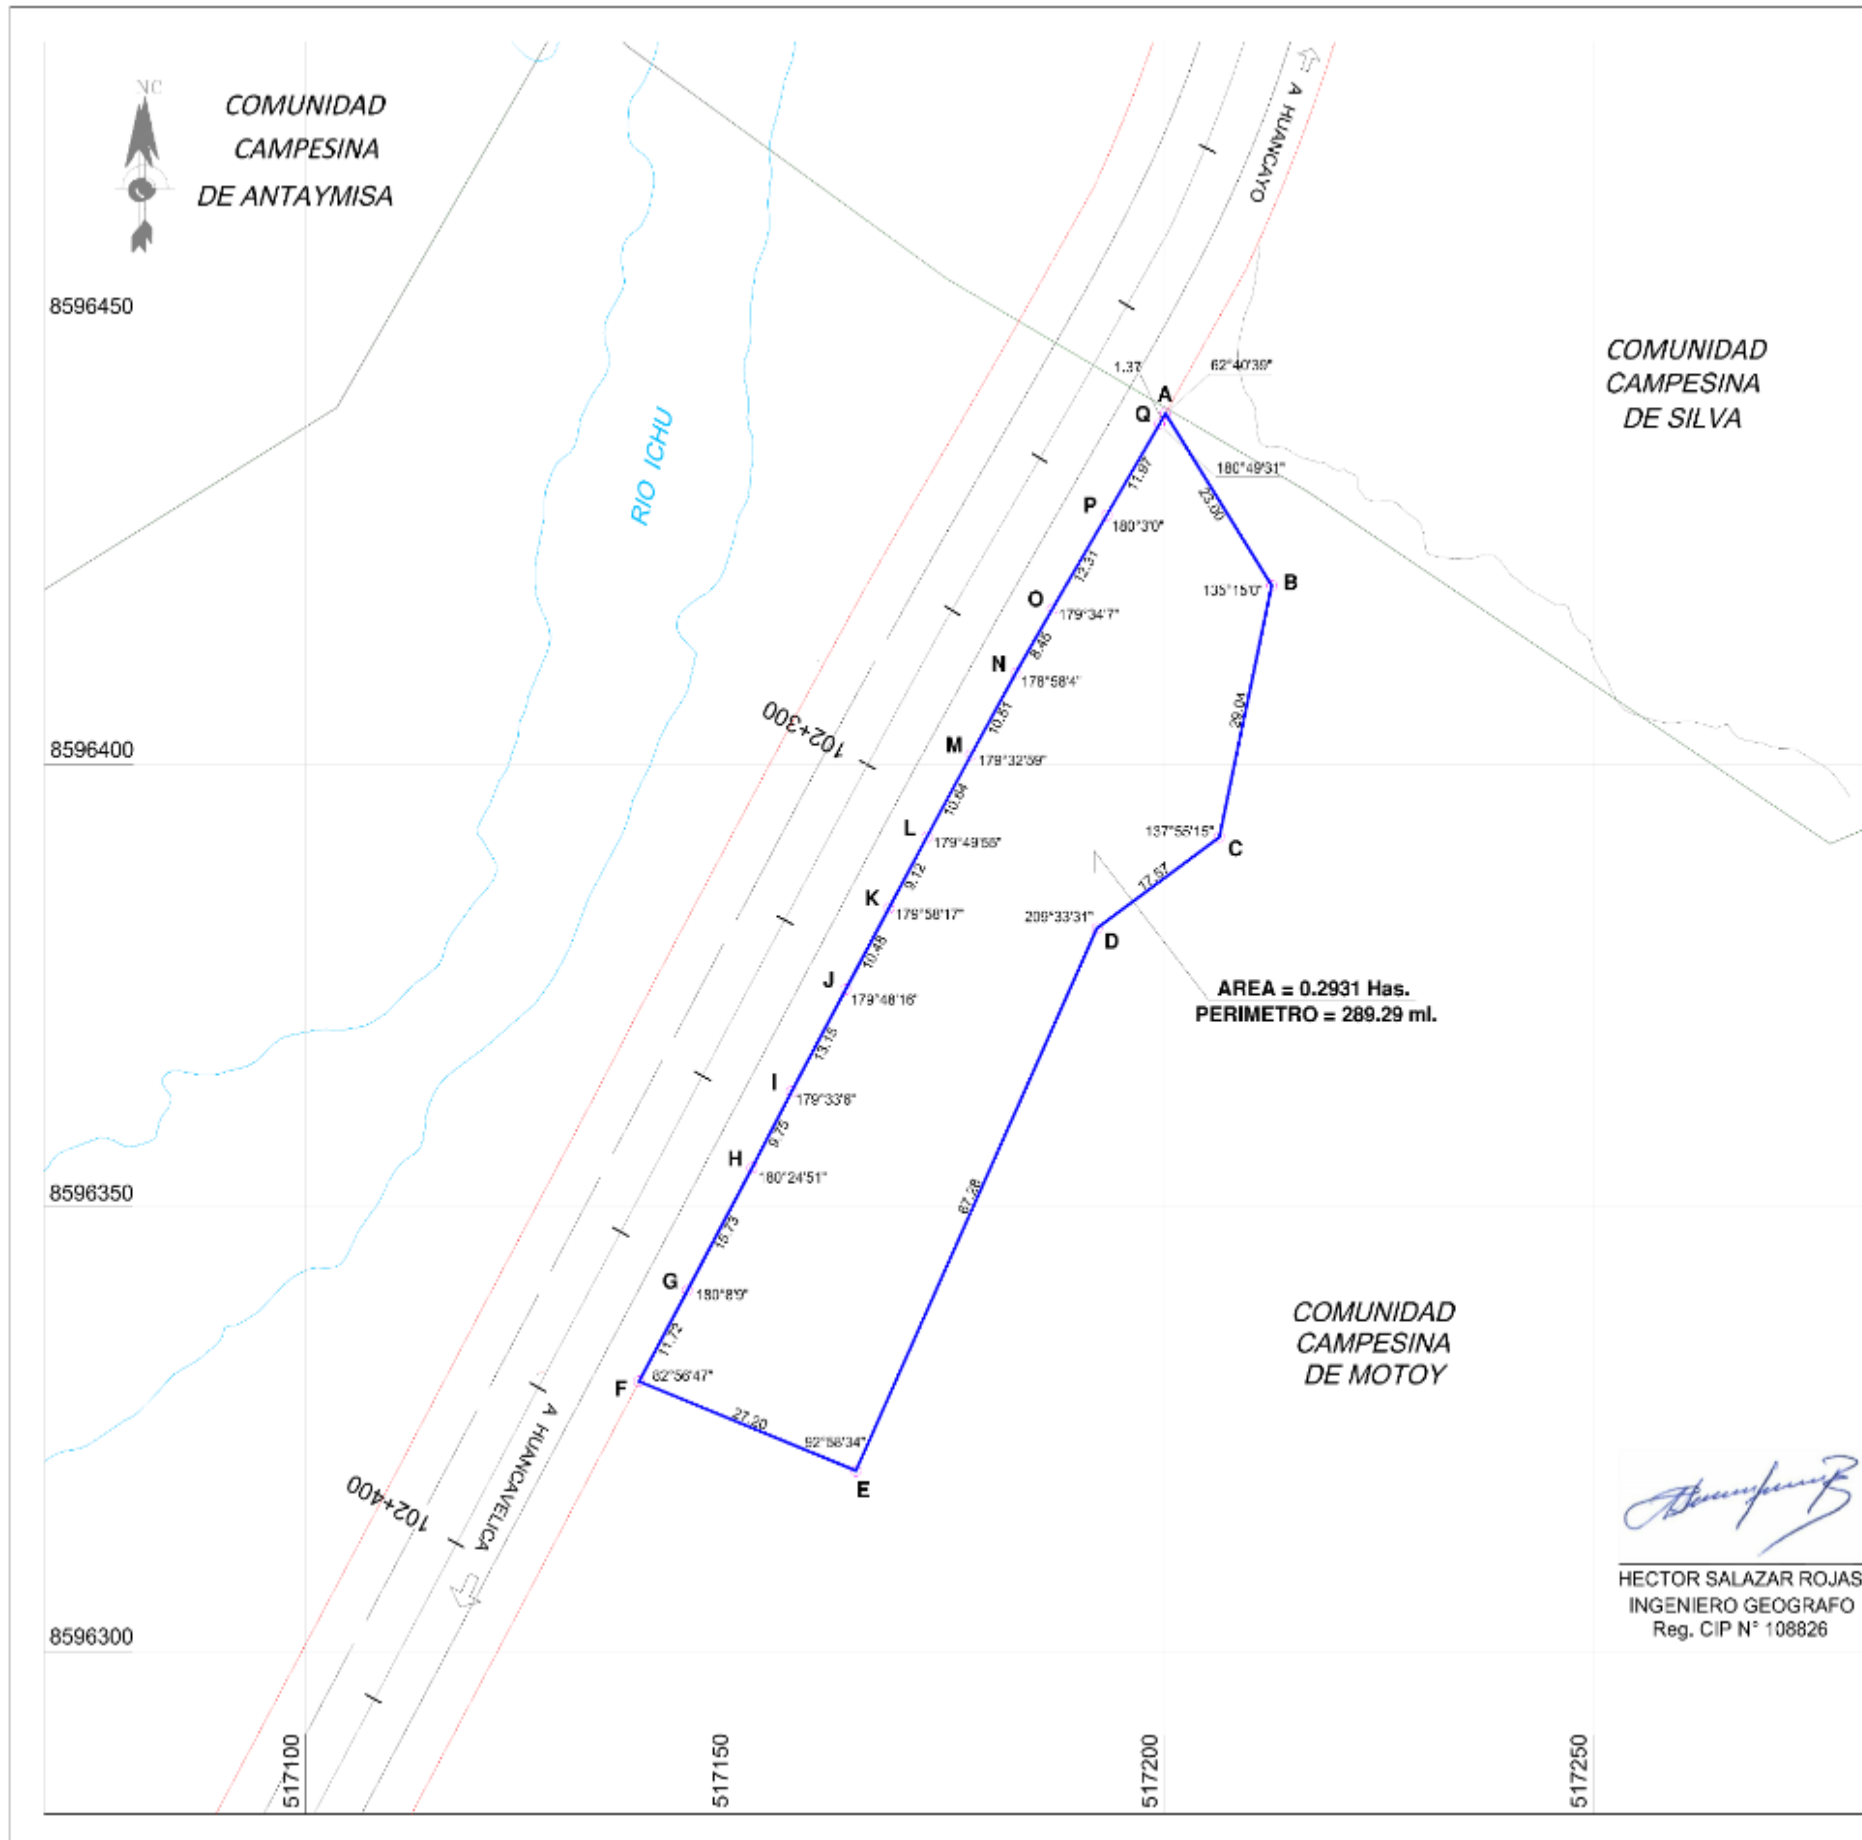 NC
COMUNIDAD
CAMPESINA
DE ANTAYMISA
A HUANCAYO
8596450
COMUNIDAD
CAMPESINA
DE SILVA
1.37
62°40'39"
A
Q
RIO ICHU
11.97
180°49'31"
23.00
P
180°3'0"
12.31
135°15'0"
B
O
179°34'7"
8.45
N
178°58'4"
29.04
102+300
10.81
8596400
M
179°32'59"
10.64
L
179°49'55"
137°55'15"
C
9.12
17.57
K
179°58'17"
209°33'31"
D
10.48
J
179°48'16"
AREA = 0.2931 Has.
PERIMETRO = 289.29 ml.
13.15
I
179°33'6"
9.75
H
180°24'51"
8596350
67.28
15.73
G
180°8'9"
11.72
COMUNIDAD
CAMPESINA
DE MOTOY
F
82°56'47"
27.20
92°58'34"
E
A HUANCAVELICA
102+400
HECTOR SALAZAR ROJAS
INGENIERO GEOGRAFO
Reg. CIP N° 108826
8596300
517100
517150
517200
517250